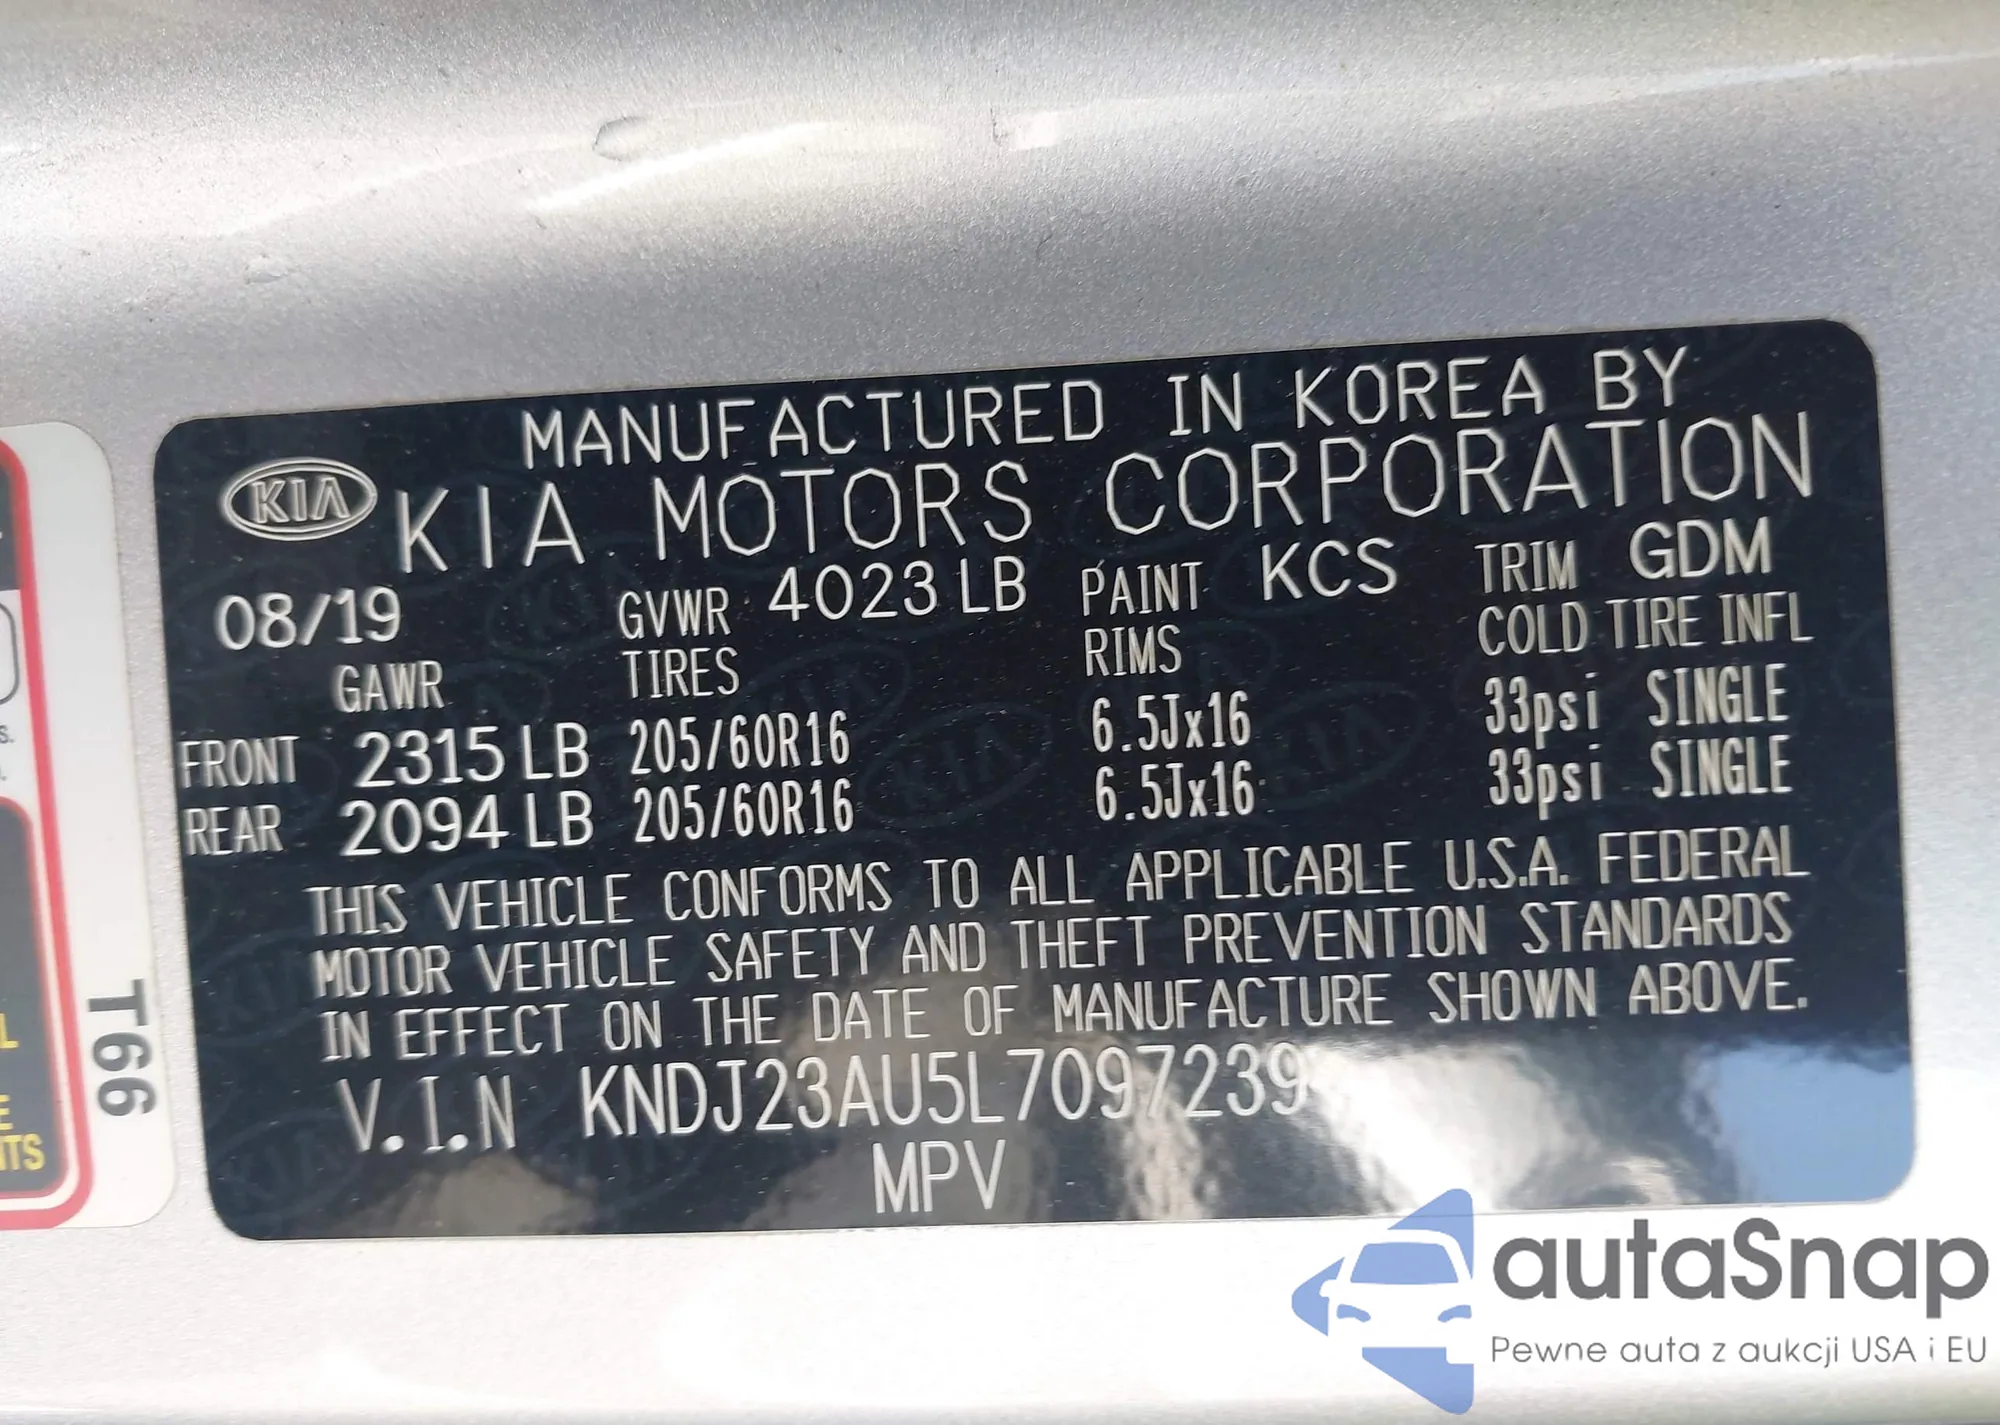 MANUFACTURED IN KOREA BY
KIA KIA MOTORS CORPORATION
08/19 GVWR 4023 LB PAINT KCS TRIM GDM
GAWR TIRES RIMS COLD TIRE INFL
FRONT 2315 LB 205/60R16 6.5Jx16 33psi SINGLE
REAR 2094 LB 205/60R16 6.5Jx16 33psi SINGLE
THIS VEHICLE CONFORMS TO ALL APPLICABLE U.S.A. FEDERAL
MOTOR VEHICLE SAFETY AND THEFT PREVENTION STANDARDS
IN EFFECT ON THE DATE OF MANUFACTURE SHOWN ABOVE.
V.I.N KNDJ23AU5L7097239
MPV
T66
autaSnap
Pewne auta z aukcji USA i EU